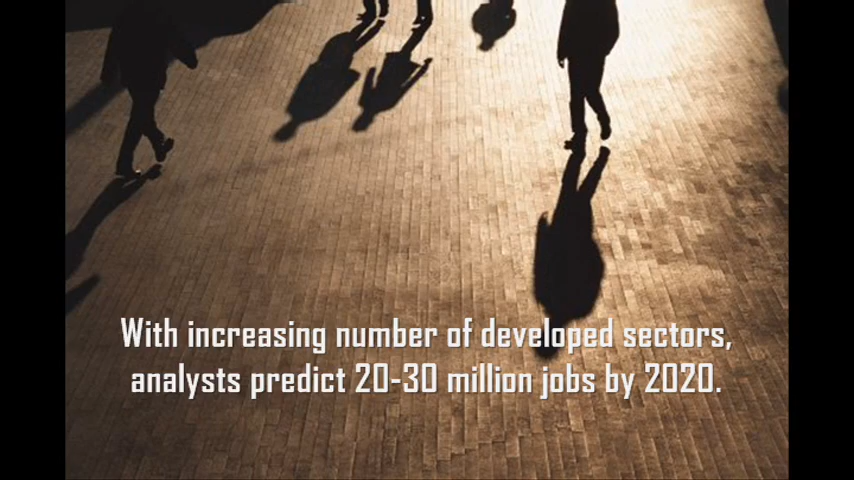 With increasing number of developed sectors,
analysts predict 20-30 million jobs by 2020.